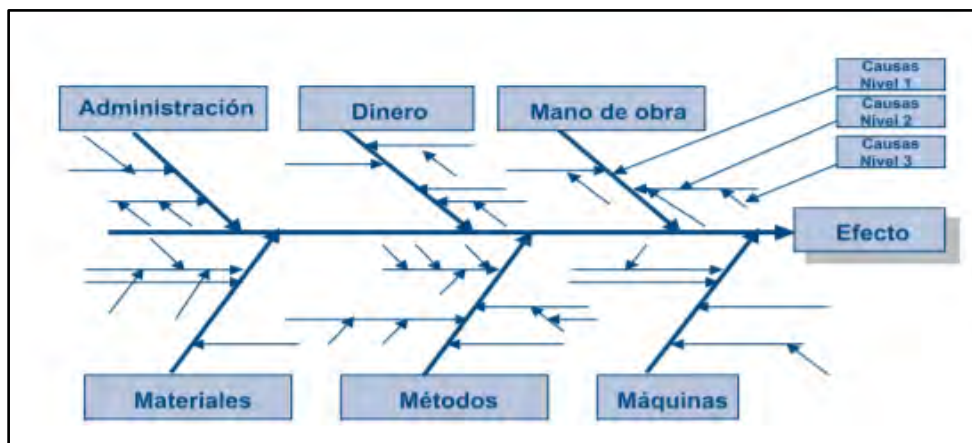 Causas
Nivel 1
Administración
Dinero
Mano de obra
Causas
Nivel 2
Causas
Nivel 3
Efecto
Materiales
Métodos
Máquinas